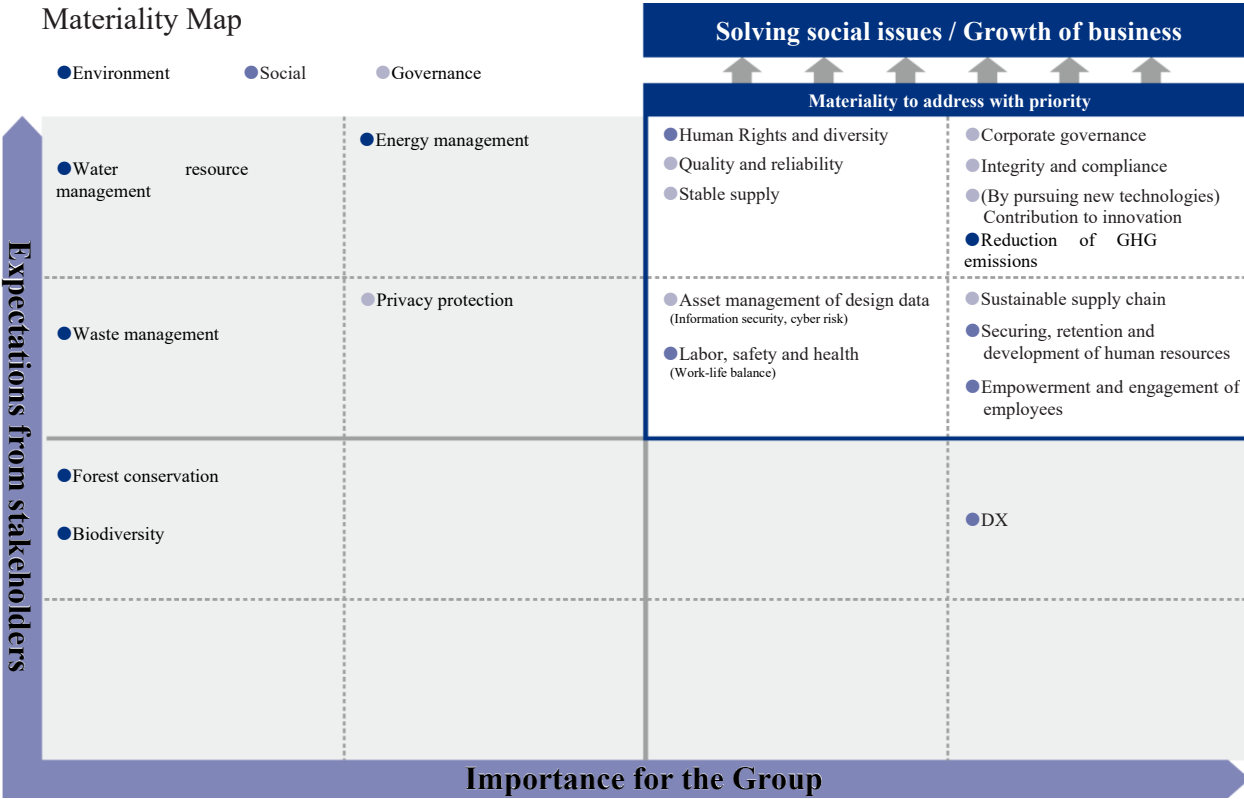 Materiality Map
Solving social issues / Growth of business
Environment
Social
Governance
Materiality to address with priority
Expectations from stakeholders
Water resource
management
Energy management
Human Rights and diversity
Quality and reliability
Stable supply
Corporate governance
Integrity and compliance
(By pursuing new technologies)
Contribution to innovation
Reduction of GHG
emissions
Waste management
Privacy protection
Asset management of design data
(Information security, cyber risk)
Labor, safety and health
(Work-life balance)
Sustainable supply chain
Securing, retention and
development of human resources
Empowerment and engagement of
employees
Forest conservation
Biodiversity
DX
Importance for the Group